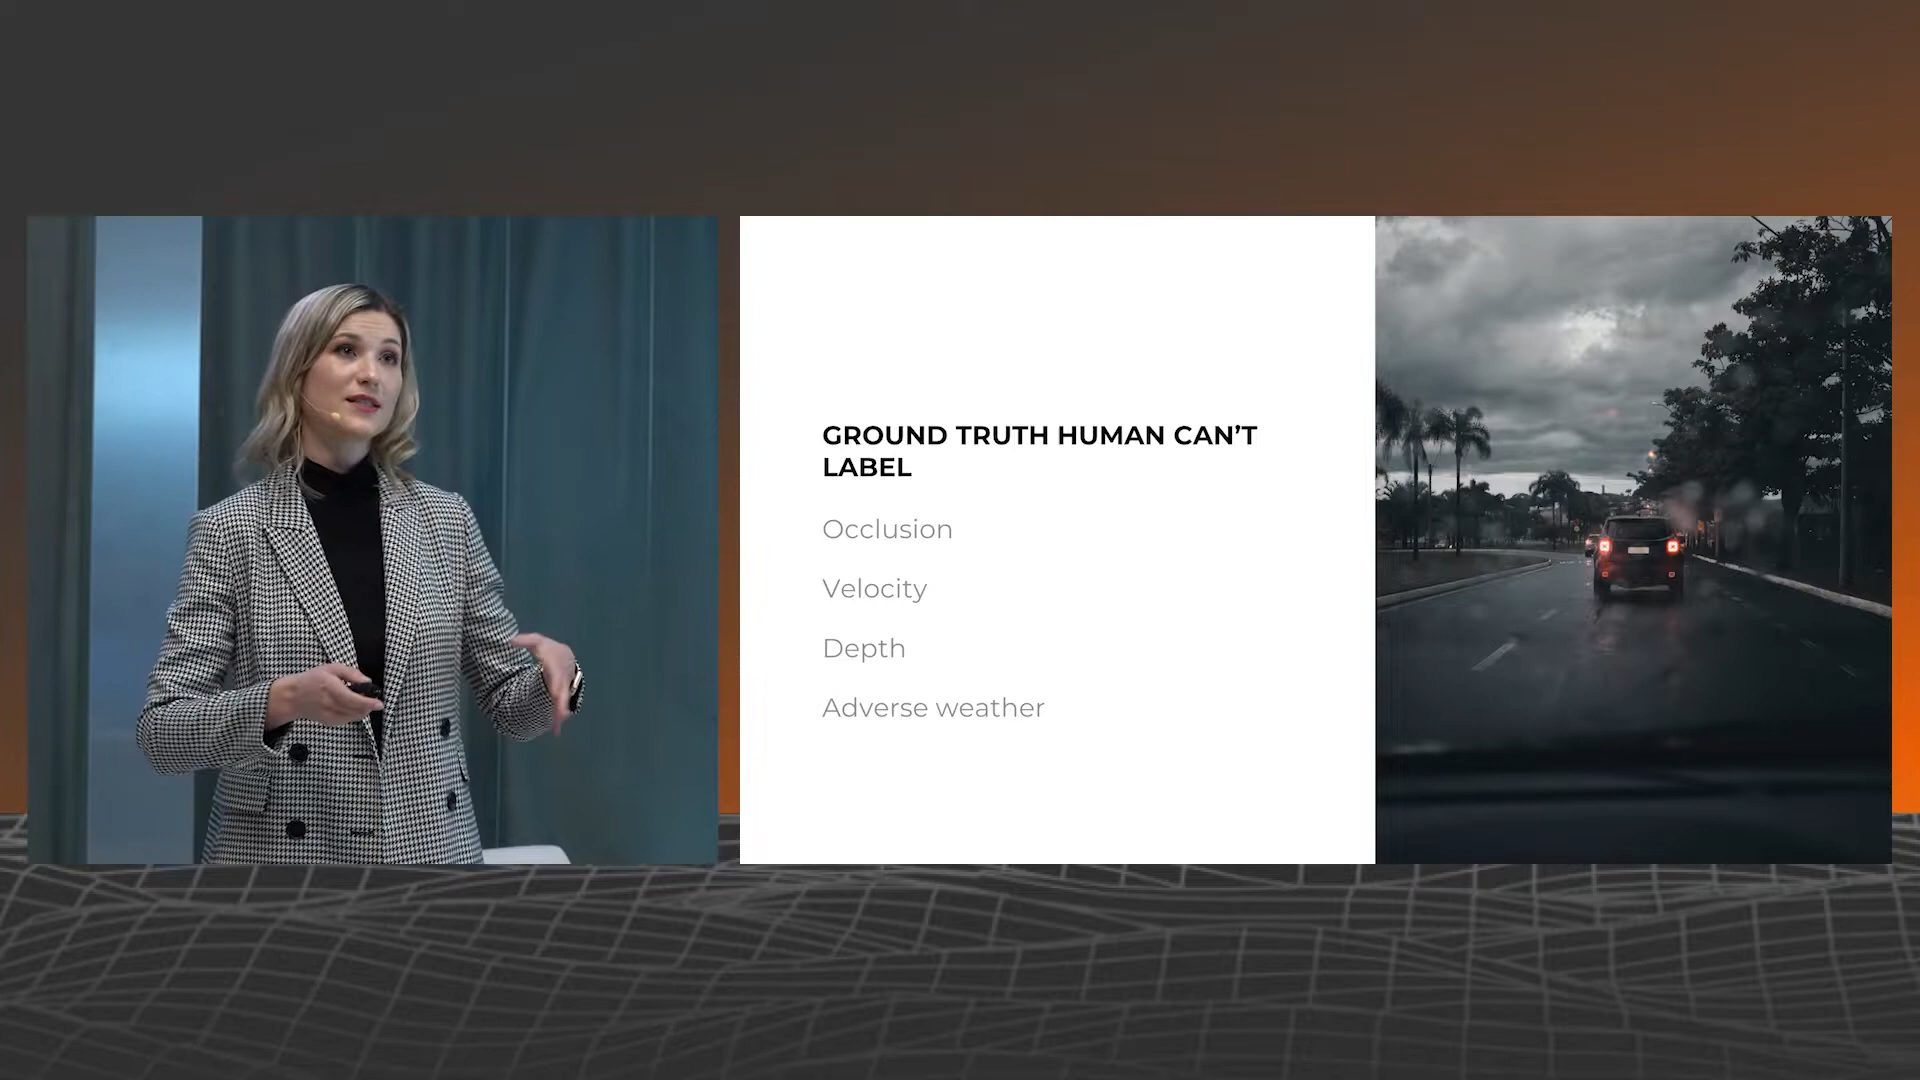 GROUND TRUTH HUMAN CAN’T
LABEL
Occlusion
Velocity
Depth
Adverse weather